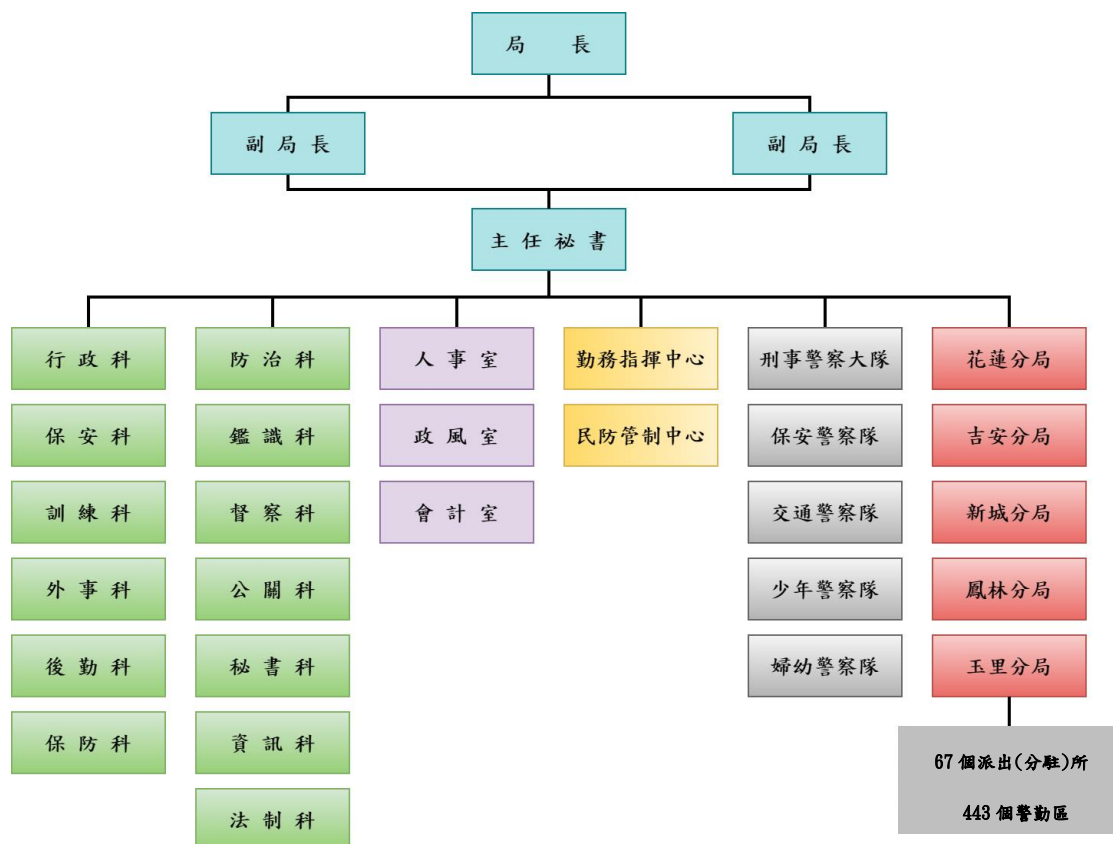 局 長
副 局 長
副 局 長
主 任 祕 書
行 政 科
保 安 科
訓 練 科
外 事 科
後 勤 科
保 防 科
防 治 科
鑑 識 科
督 察 科
公 關 科
秘 書 科
資 訊 科
法 制 科
人 事 室
政 風 室
會 計 室
勤務指揮中心
民防管制中心
刑事警察大隊
保安警察隊
交通警察隊
少年警察隊
婦幼警察隊
花蓮分局
吉安分局
新城分局
鳳林分局
玉里分局
67 個派出(分駐)所
443 個警勤區